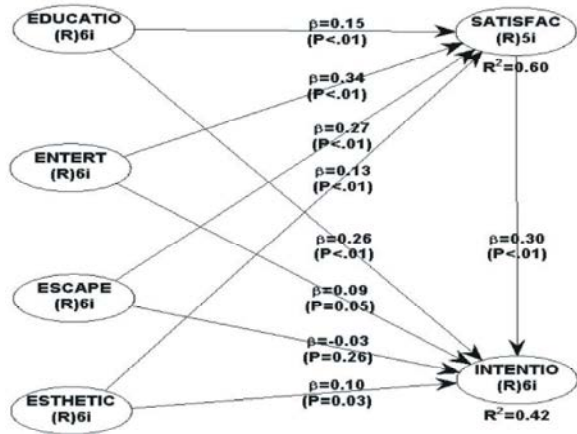 EDUCATIO
(R)6i
β=0.15
(P<.01)
SATISFAC
(R)5i
R²=0.60
β=0.34
(P<.01)
ENTERT
(R)6i
β=0.27
(P<.01)
β=0.13
(P<.01)
β=0.26
(P<.01)
β=0.30
(P<.01)
ESCAPE
(R)6i
β=0.09
(P=0.05)
β=-0.03
(P=0.26)
INTENTIO
(R)6i
R²=0.42
ESTHETIC
(R)6i
β=0.10
(P=0.03)